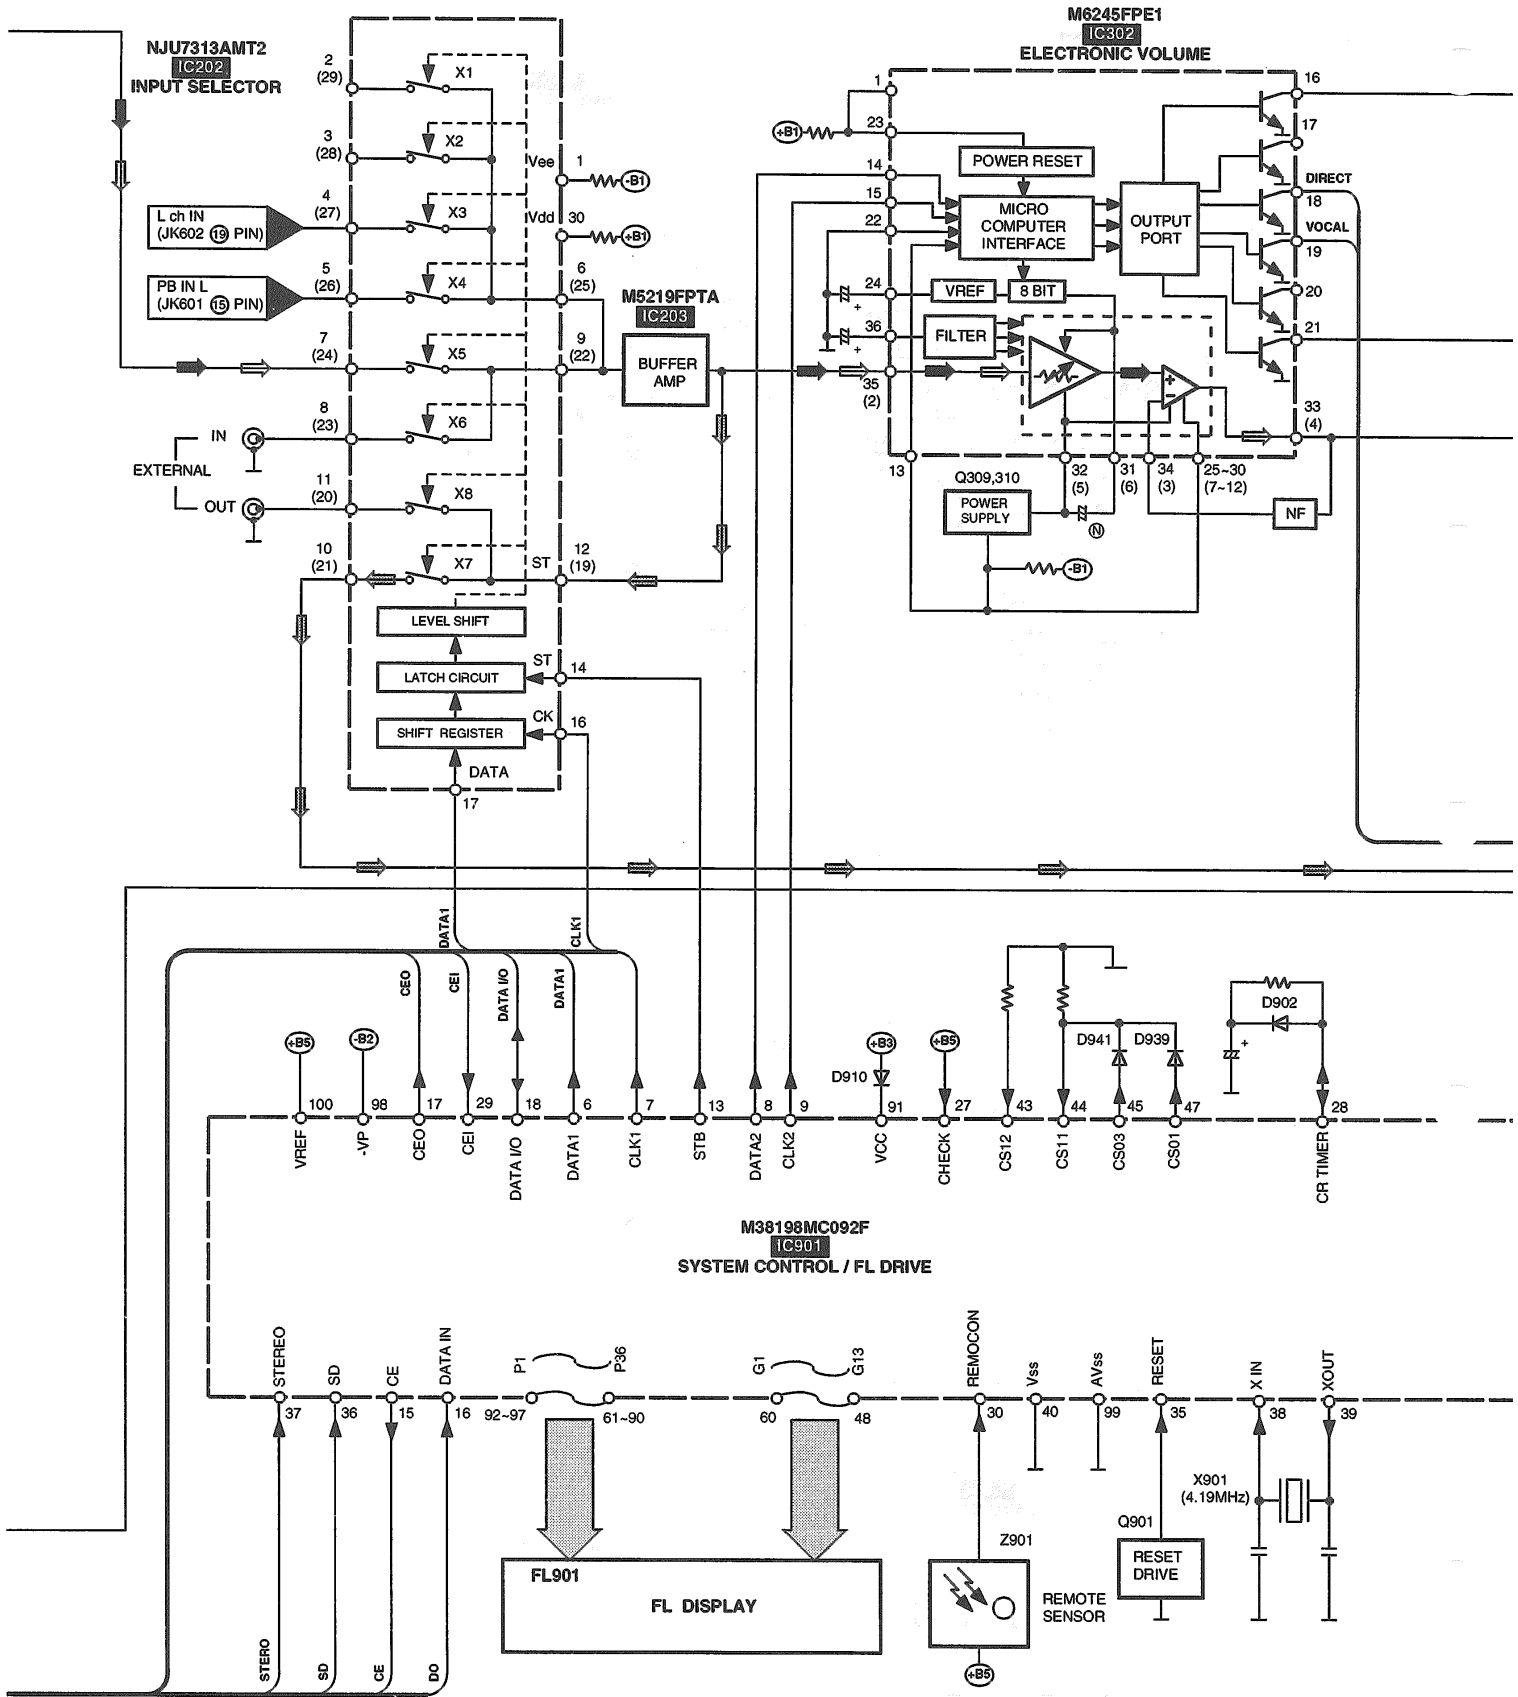 NJU7313AMT2
IC202
INPUT SELECTOR
2
(29)
X1
3
(28)
X2
Vee
1
-B1
4
(27)
X3
L ch IN
(JK602 ⑲ PIN)
Vdd
30
+B1
5
(26)
X4
PB IN L
(JK601 ⑮ PIN)
6
(25)
M5219FPTA
IC203
BUFFER
AMP
7
(24)
X5
9
(22)
8
(23)
X6
IN
EXTERNAL
OUT
11
(20)
X8
10
(21)
X7
ST
12
(19)
LEVEL SHIFT
LATCH CIRCUIT
ST
14
SHIFT REGISTER
CK
16
DATA
17
M6245FPE1
IC302
ELECTRONIC VOLUME
1
16
+B1
23
17
POWER RESET
14
15
22
MICRO
COMPUTER
INTERFACE
OUTPUT
PORT
DIRECT
18
VOCAL
19
24
VREF
8 BIT
20
36
+
FILTER
+
21
35
(2)
+
-
33
(4)
13
Q309,310
POWER
SUPPLY
32
(5)
31
(6)
34
(3)
25~30
(7~12)
N
NF
-B1
DATA1
CLK1
CEO
CEI
DATA I/O
DATA1
+B5
-B2
+B3
D910
+B5
D941
D939
D902
+
100
98
17
29
18
6
7
13
8
9
91
27
43
44
45
47
28
VREF
-VP
CEO
CEI
DATA I/O
DATA1
CLK1
STB
DATA2
CLK2
VCC
CHECK
CS12
CS11
CS03
CS01
CR TIMER
M38198MC092F
IC901
SYSTEM CONTROL / FL DRIVE
STEREO
SD
CE
DATA IN
P1
P36
G1
G13
REMOCON
Vss
AVss
RESET
X IN
XOUT
37
36
15
16
92~97
61~90
60
48
30
40
99
35
38
39
X901
(4.19MHz)
Q901
RESET
DRIVE
Z901
REMOTE
SENSOR
+B5
FL901
FL DISPLAY
STERO
SD
CE
DO